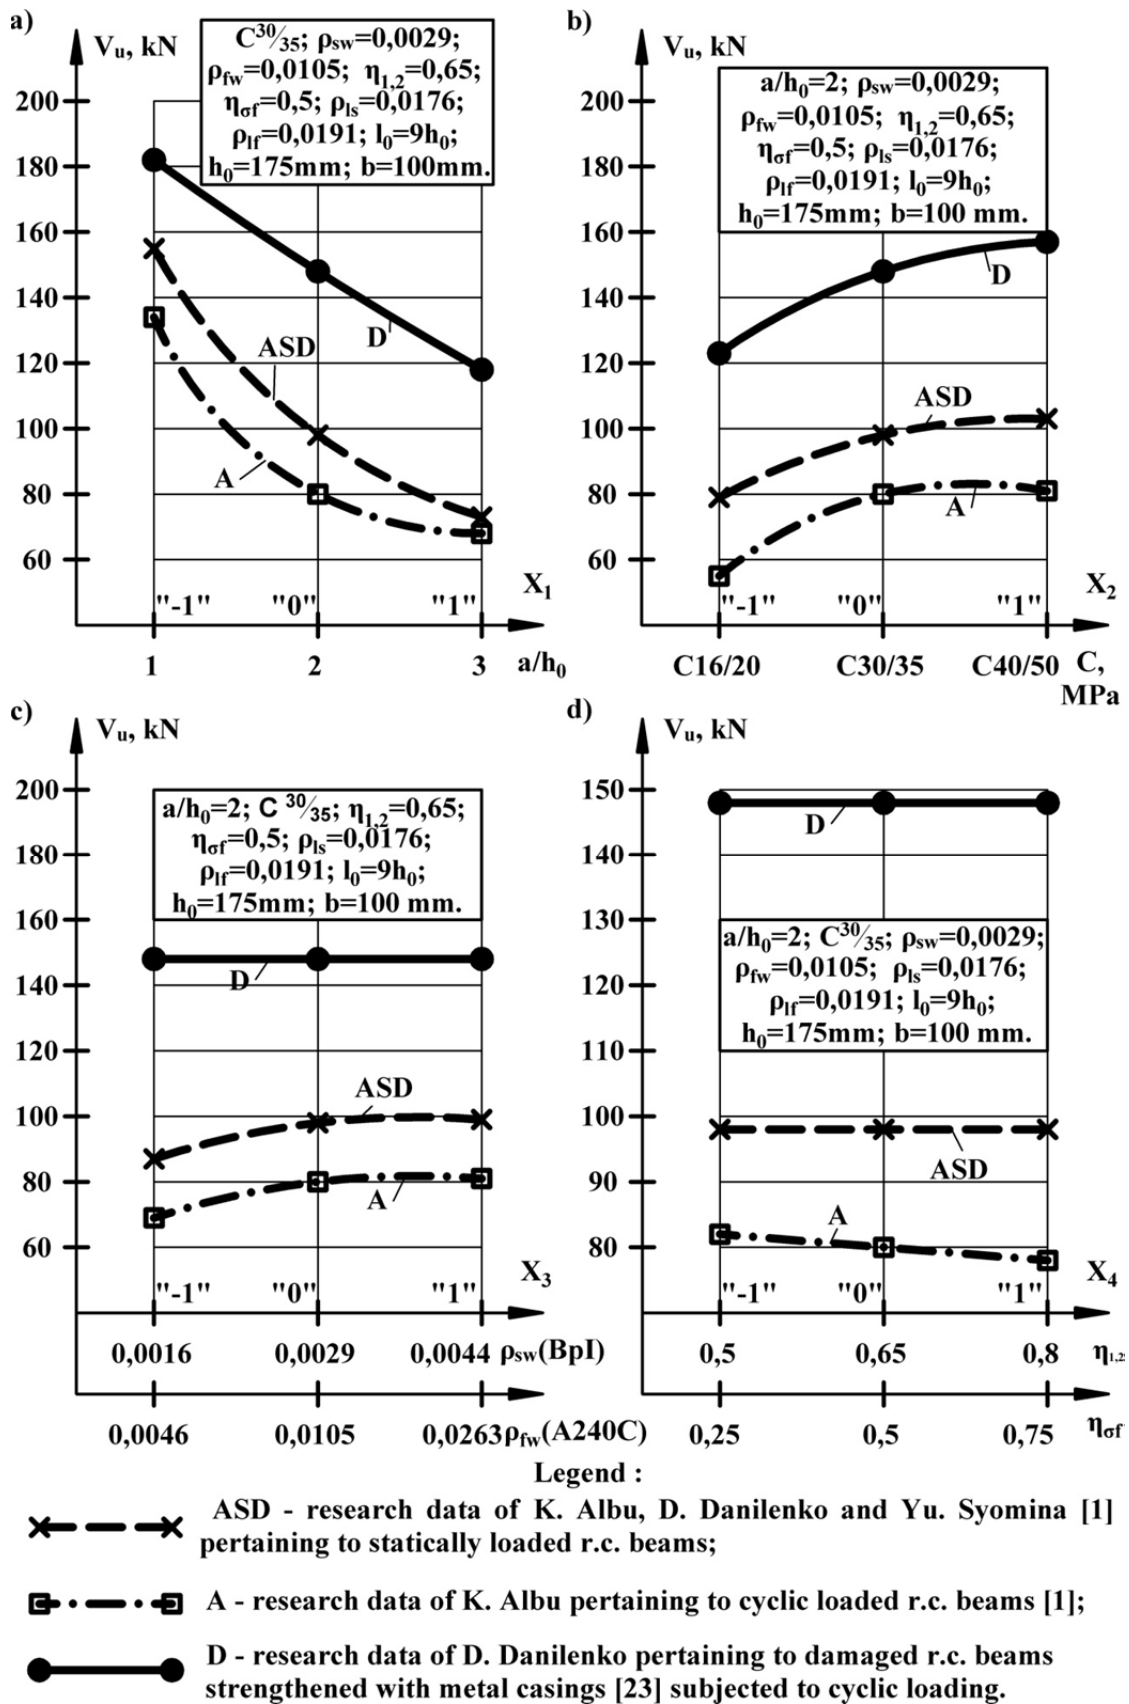 a)
Vu, kN
C30/35; ρsw=0,0029;
ρfw=0,0105; η1,2=0,65;
ησf=0,5; ρls=0,0176;
ρlf=0,0191; l0=9h0;
h0=175mm; b=100mm.
200
180
160
140
120
100
80
60
D
ASD
A
X1
"-1" "0" "1"
1 2 3 a/h0
b)
Vu, kN
a/h0=2; ρsw=0,0029;
ρfw=0,0105; η1,2=0,65;
ησf=0,5; ρls=0,0176;
ρlf=0,0191; l0=9h0;
h0=175mm; b=100 mm.
200
180
160
140
120
100
80
60
D
ASD
A
X2
"-1" "0" "1"
C16/20 C30/35 C40/50 C,
MPa
c)
Vu, kN
a/h0=2; C 30/35; η1,2=0,65;
ησf=0,5; ρls=0,0176;
ρlf=0,0191; l0=9h0;
h0=175mm; b=100 mm.
200
180
160
140
120
100
80
60
D
ASD
A
X3
"-1" "0" "1"
0,0016 0,0029 0,0044 ρsw(BpI)
0,0046 0,0105 0,0263 ρfw(A240C)
d)
Vu, kN
150
140
130
120
110
100
90
80
D
a/h0=2; C30/35; ρsw=0,0029;
ρfw=0,0105; ρls=0,0176;
ρlf=0,0191; l0=9h0;
h0=175mm; b=100 mm.
ASD
A
X4
"-1" "0" "1"
0,5 0,65 0,8
0,25 0,5 0,75 ησf
Legend :
ASD - research data of K. Albu, D. Danilenko and Yu. Syomina [1]
pertaining to statically loaded r.c. beams;
A - research data of K. Albu pertaining to cyclic loaded r.c. beams [1];
D - research data of D. Danilenko pertaining to damaged r.c. beams
strengthened with metal casings [23] subjected to cyclic loading.